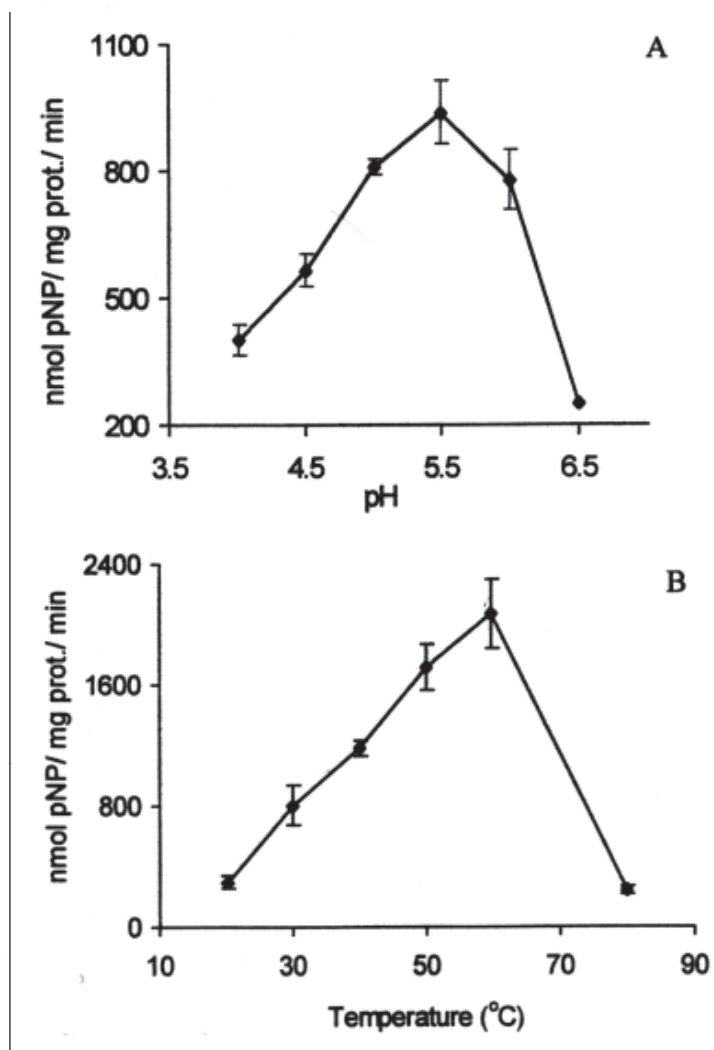 A
nmol pNP/ mg prot./ min
1100
800
500
200
3.5 4.5 5.5 6.5
pH
B
nmol pNP/ mg prot./ min
2400
1600
800
0
10 30 50 70 90
Temperature (°C)